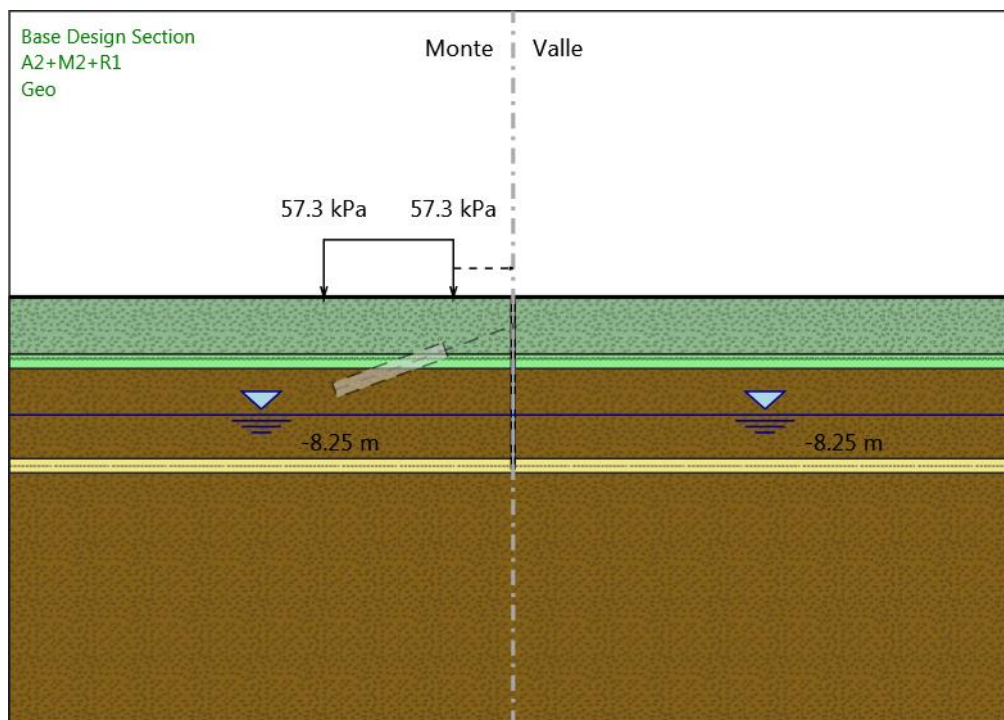 Base Design Section
A2+M2+R1
Geo
Monte
Valle
57.3 kPa
57.3 kPa
-8.25 m
-8.25 m